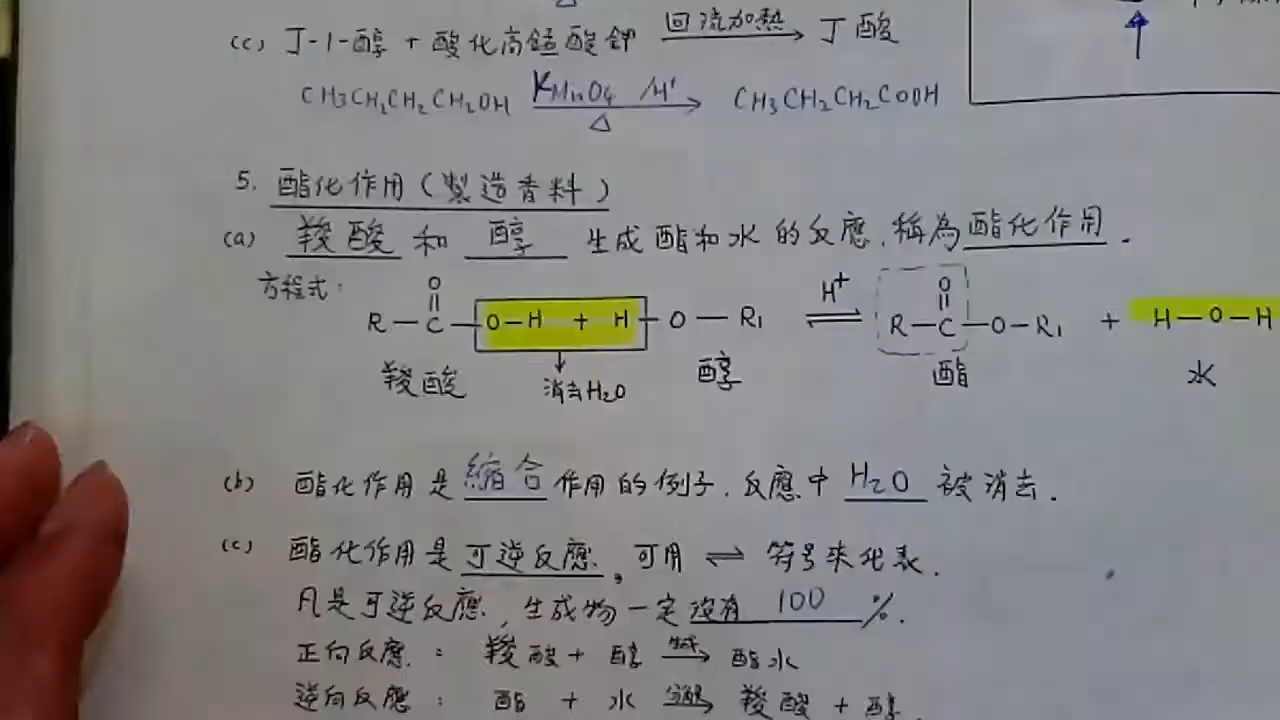 (c) 丁-1-醇 + 酸化高錳酸鉀 回流加熱 → 丁酸
CH3CH2CH2CH2OH KMnO4 /H+ △ → CH3CH2CH2COOH
5. 酯化作用(製造香料)
(a) 羧酸 和 醇 生成酯和水的反應,稱為酯化作用.
方程式:
R—C(=O)—O—H + H—O—R1 H+ ⇌ R—C(=O)—O—R1 + H—O—H
羧酸 消去H2O 醇 酯 水
(b) 酯化作用是縮合作用的例子.反應中 H2O 被消去.
(c) 酯化作用是可逆反應,可用 ⇌ 符號來代表.
凡是可逆反應,生成物一定沒有 100 %.
正向反應: 羧酸 + 醇 → 酯水
逆向反應: 酯 + 水 → 羧酸 + 醇.